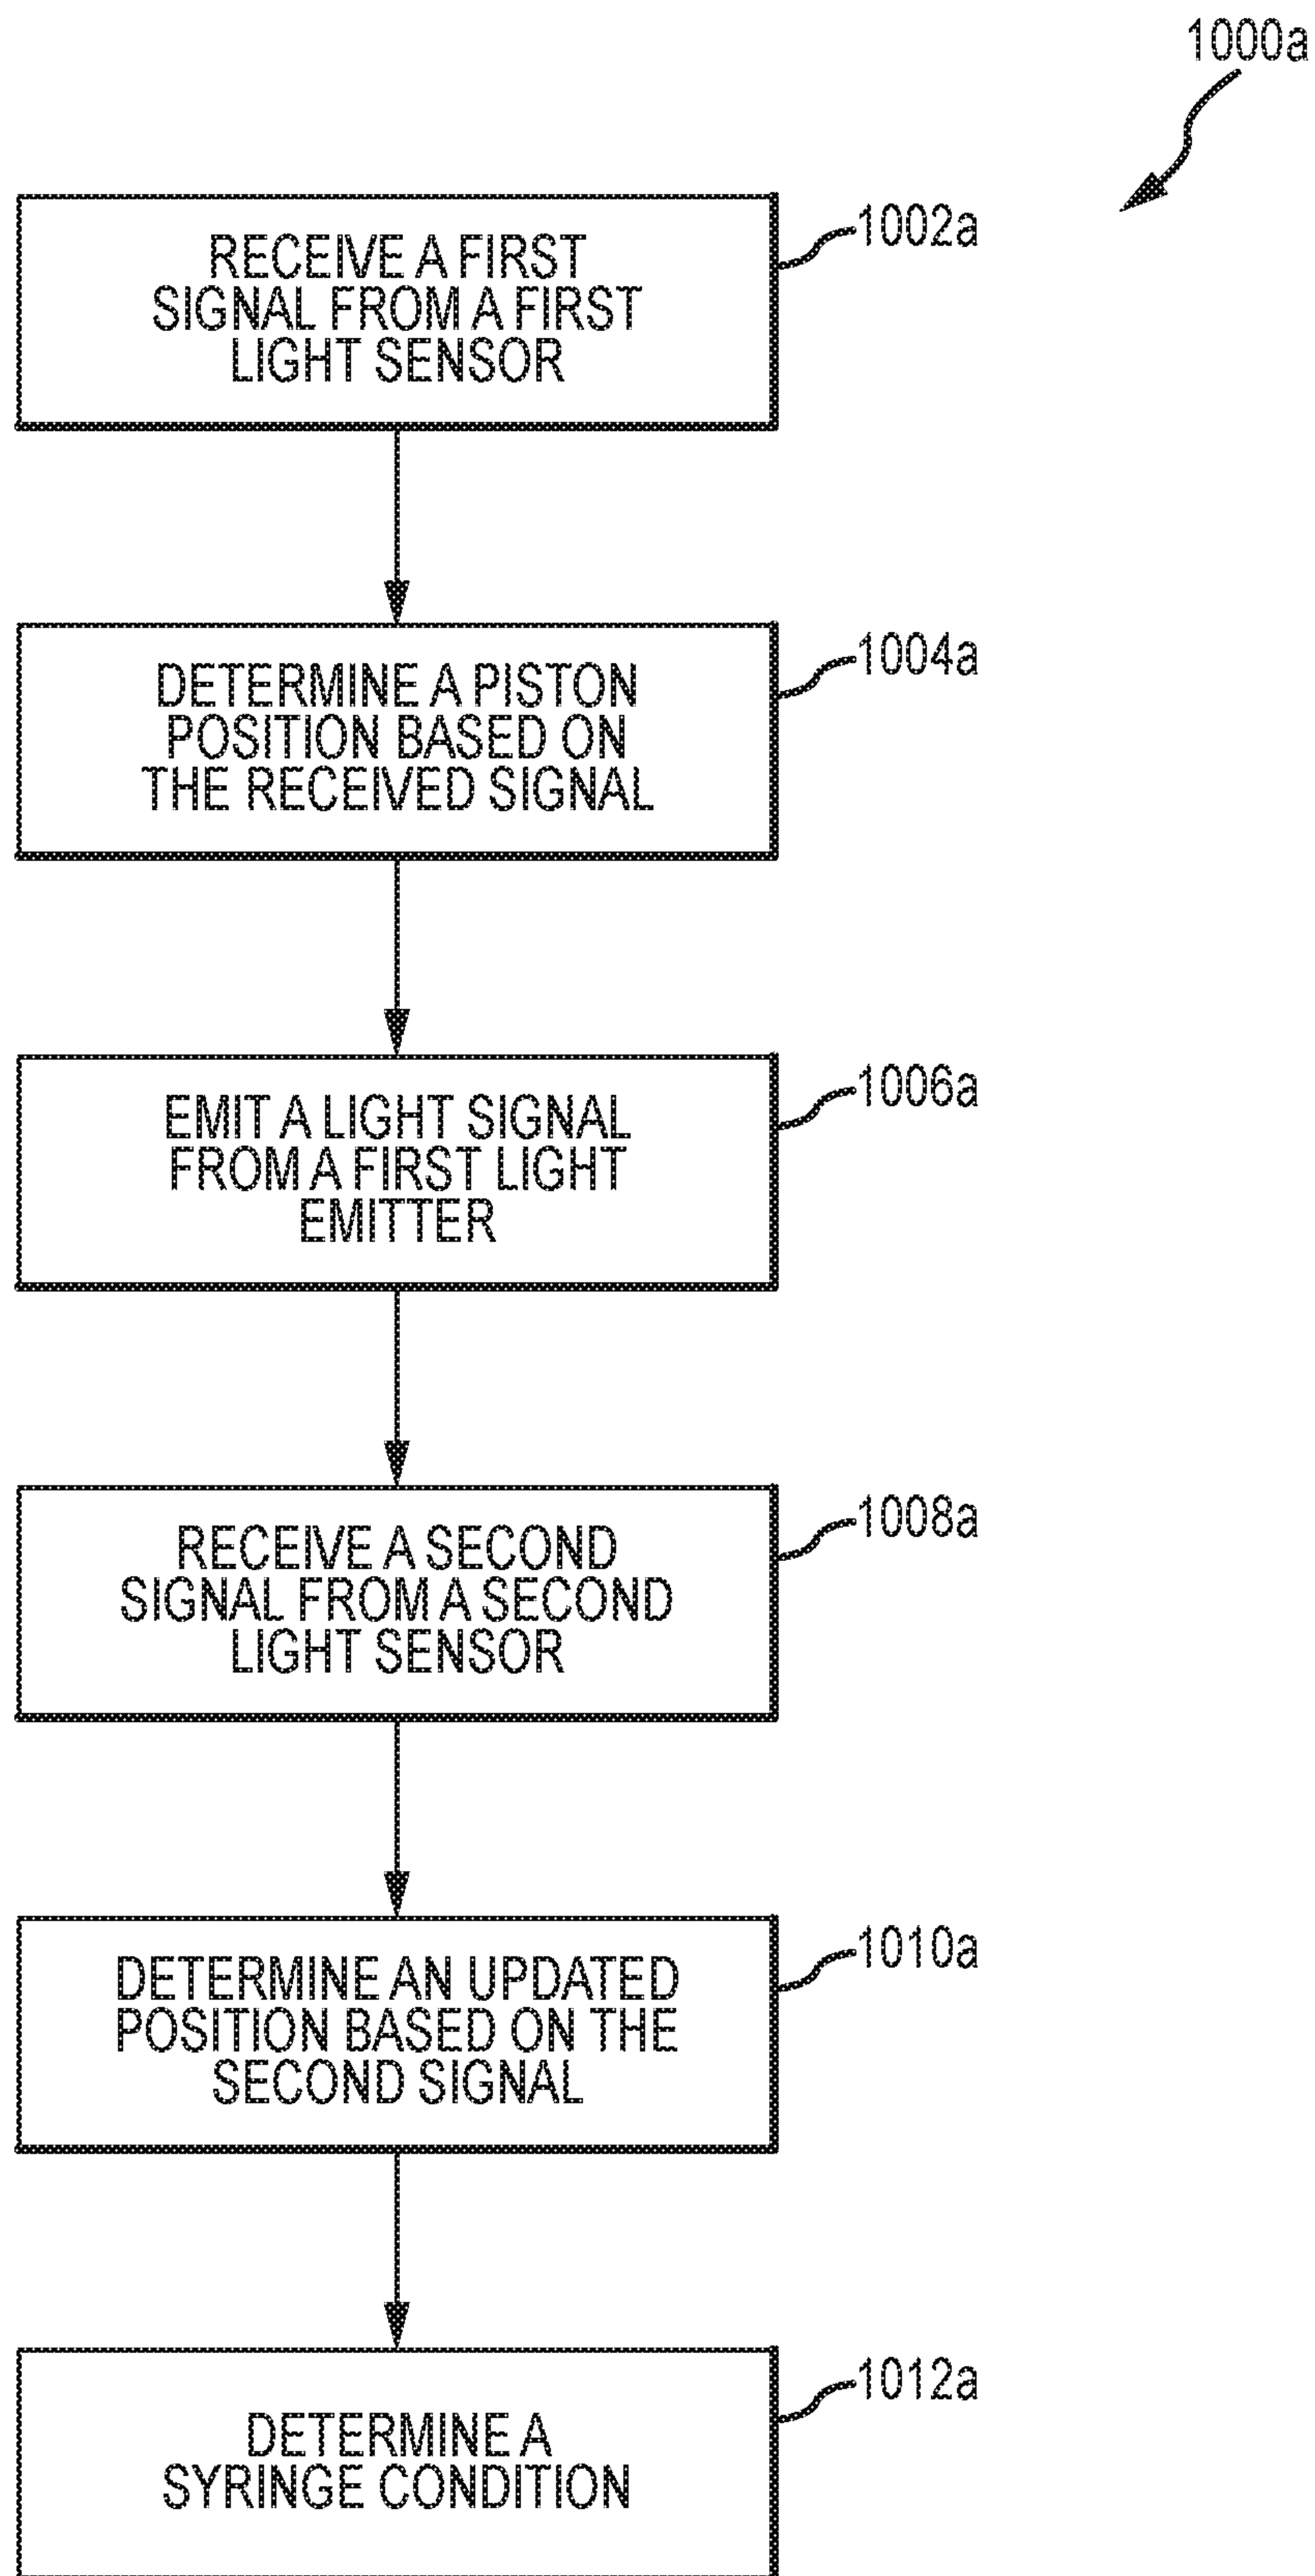 1000a
RECEIVE A FIRST
SIGNAL FROM A FIRST
LIGHT SENSOR
1002a
DETERMINE A PISTON
POSITION BASED ON
THE RECEIVED SIGNAL
1004a
EMIT A LIGHT SIGNAL
FROM A FIRST LIGHT
EMITTER
1006a
RECEIVE A SECOND
SIGNAL FROM A SECOND
LIGHT SENSOR
1008a
DETERMINE AN UPDATED
POSITION BASED ON THE
SECOND SIGNAL
1010a
DETERMINE A
SYRINGE CONDITION
1012a